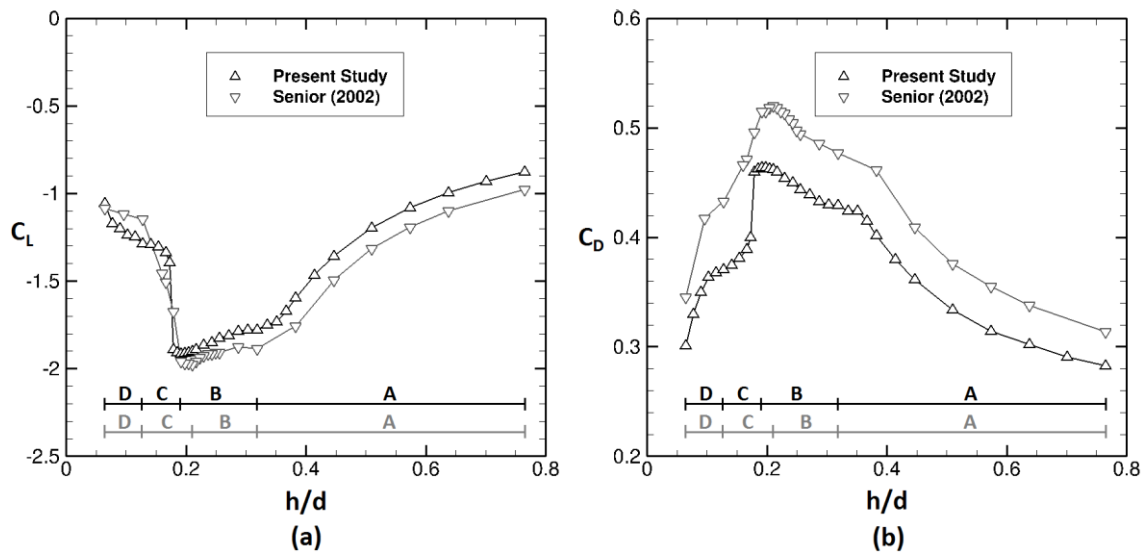 0
-0.5
-1
-1.5
-2
-2.5
C_L
Present Study
Senior (2002)
D C B A
D C B A
0 0.2 0.4 0.6 0.8
h/d
(a)
0.6
0.5
0.4
0.3
0.2
C_D
Present Study
Senior (2002)
D C B A
D C B A
0 0.2 0.4 0.6 0.8
h/d
(b)